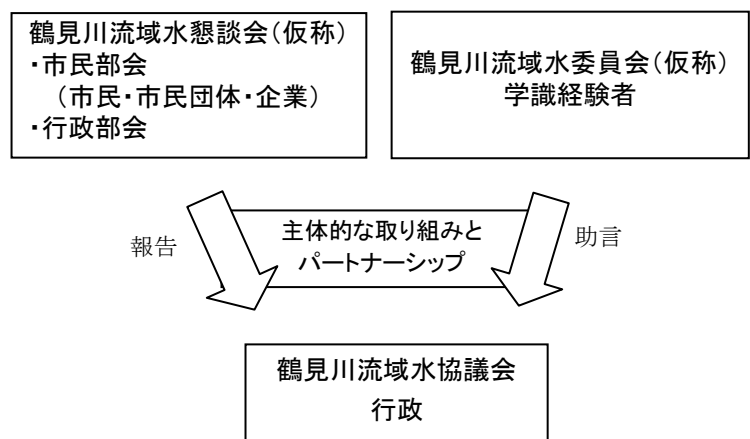 鶴見川流域水懇談会(仮称)
・市民部会
(市民・市民団体・企業)
・行政部会
鶴見川流域水委員会(仮称)
学識経験者
報告
主体的な取り組みと
パートナーシップ
助言
鶴見川流域水協議会
行政